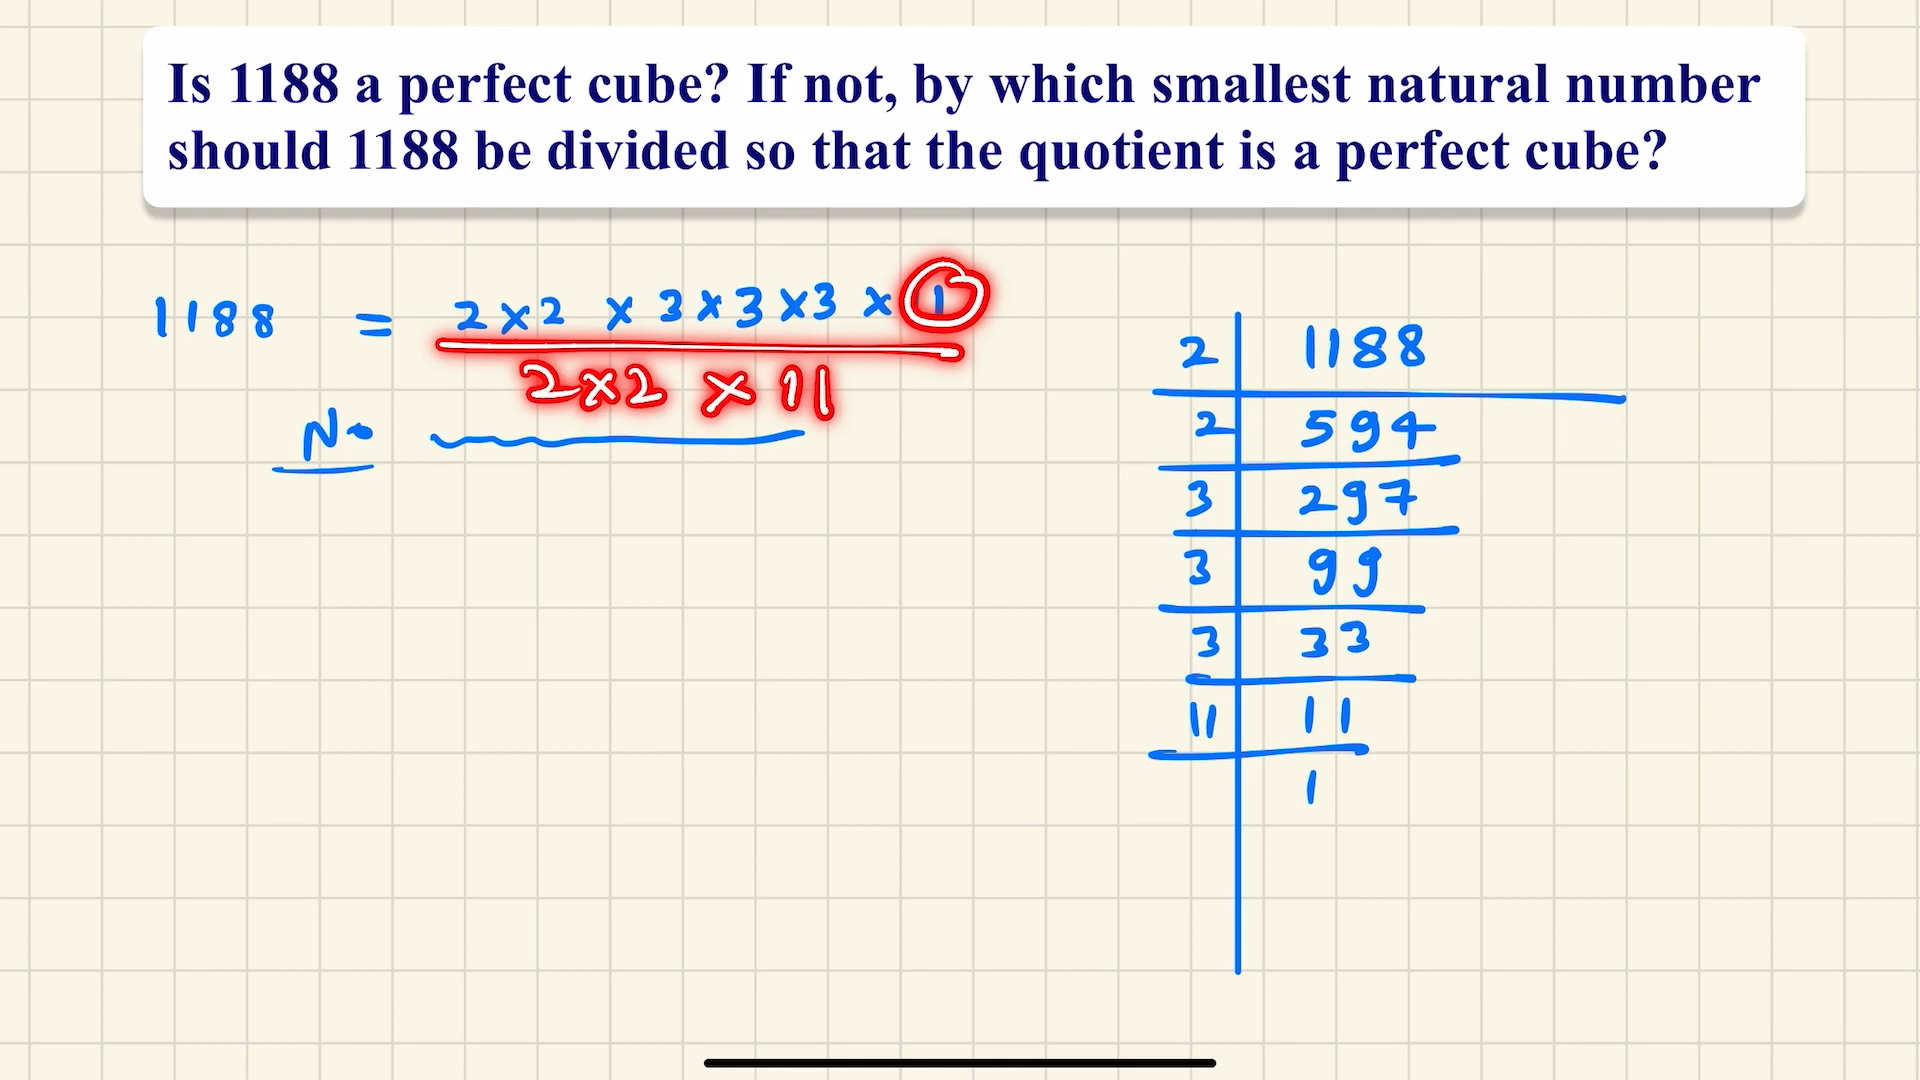 Is 1188 a perfect cube? If not, by which smallest natural number
should 1188 be divided so that the quotient is a perfect cube?
1188 = 2×2 × 3×3×3 × 1
2×2 × 11
No
2 | 1188
2 | 594
3 | 297
3 | 99
3 | 33
11 | 11
1